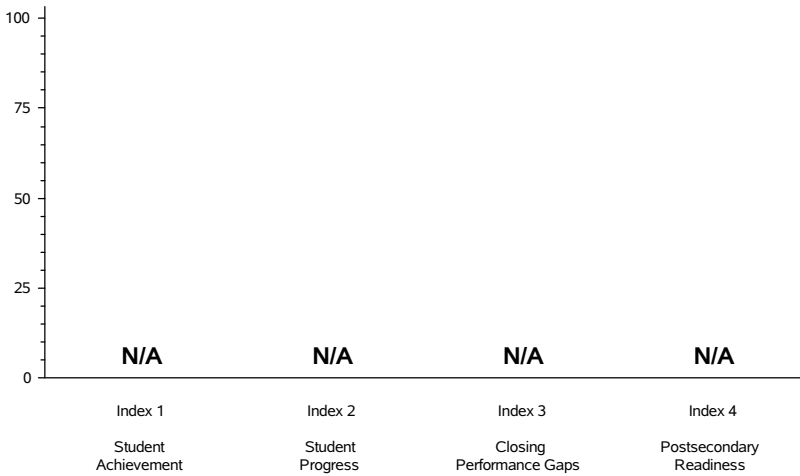 100
75
50
25
0
N/A N/A N/A N/A
Index 1 Index 2 Index 3 Index 4
Student Student Closing Postsecondary
Achievement Progress Performance Gaps Readiness